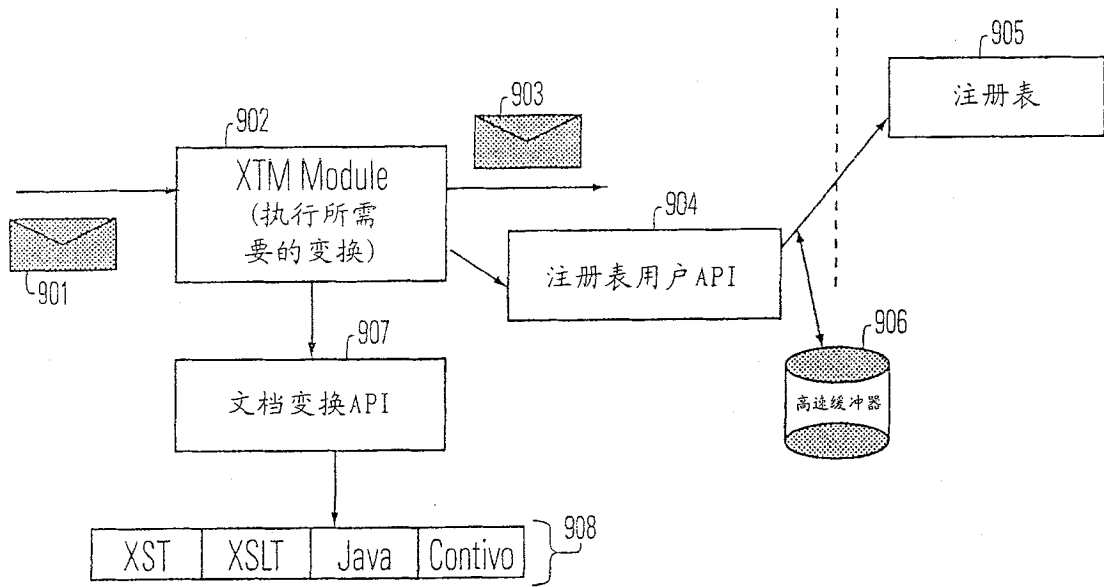 905
注册表
903
902
XTM Module
(执行所需
要的变换)
904
注册表用户API
901
907
906
文档变换API
高速缓冲器
XST XSLT Java Contivo
908